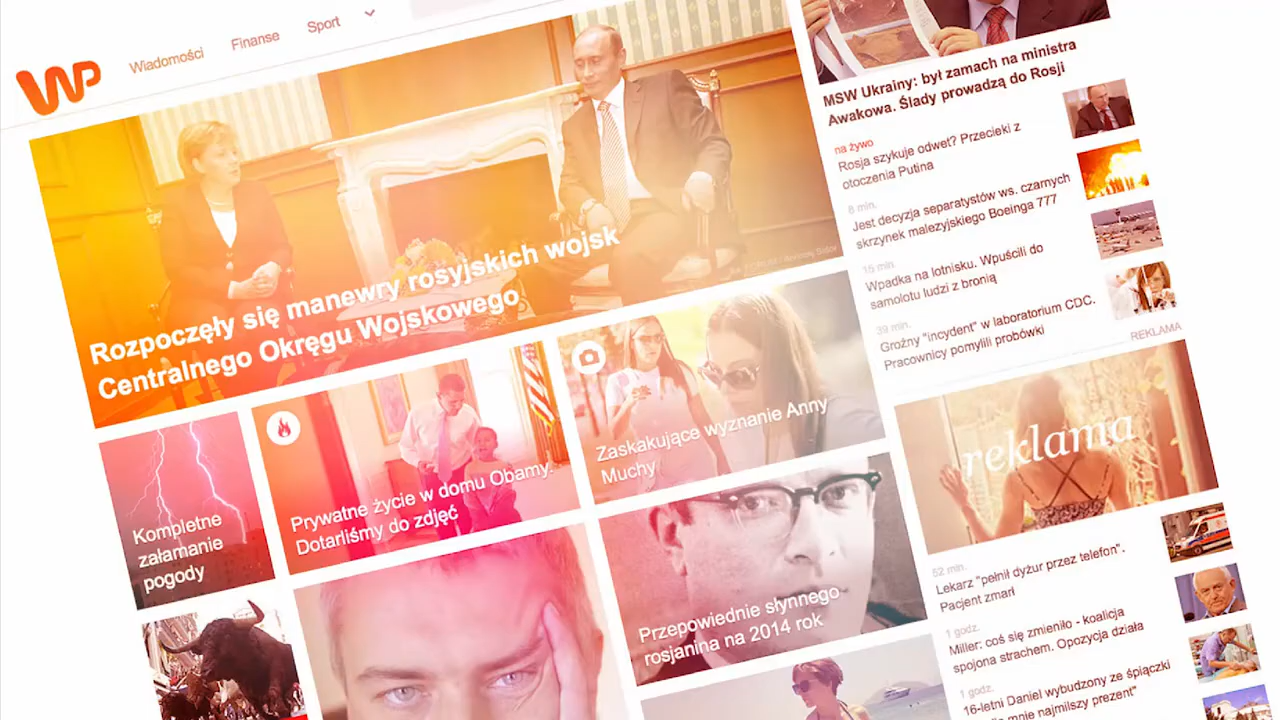 WP
Wiadomości
Finanse
Sport
Rozpoczęły się manewry rosyjskich wojsk
Centralnego Okręgu Wojskowego
MSW Ukrainy: był zamach na ministra
Awakowa. Ślady prowadzą do Rosji
na żywo
Rosja szykuje odwet? Przecieki z
otoczenia Putina
8 min.
Jest decyzja separatystów ws. czarnych
skrzynek malezyjskiego Boeinga 777
15 min.
Wpadka na lotnisku. Wpuścili do
samolotu ludzi z bronią
39 min.
Groźny "incydent" w laboratorium CDC.
Pracownicy pomylili probówki
REKLAMA
reklama
Kompletne
załamanie
pogody
Prywatne życie w domu Obamy.
Dotarliśmy do zdjęć
Zaskakujące wyznanie Anny
Muchy
Przepowiednie słynnego
rosjanina na 2014 rok
52 min.
Lekarz "pełnił dyżur przez telefon".
Pacjent zmarł
1 godz.
Miller: coś się zmieniło - koalicja
spojona strachem. Opozycja działa
1 godz.
16-letni Daniel wybudzony ze śpiączki
mnie najmilszy prezent"